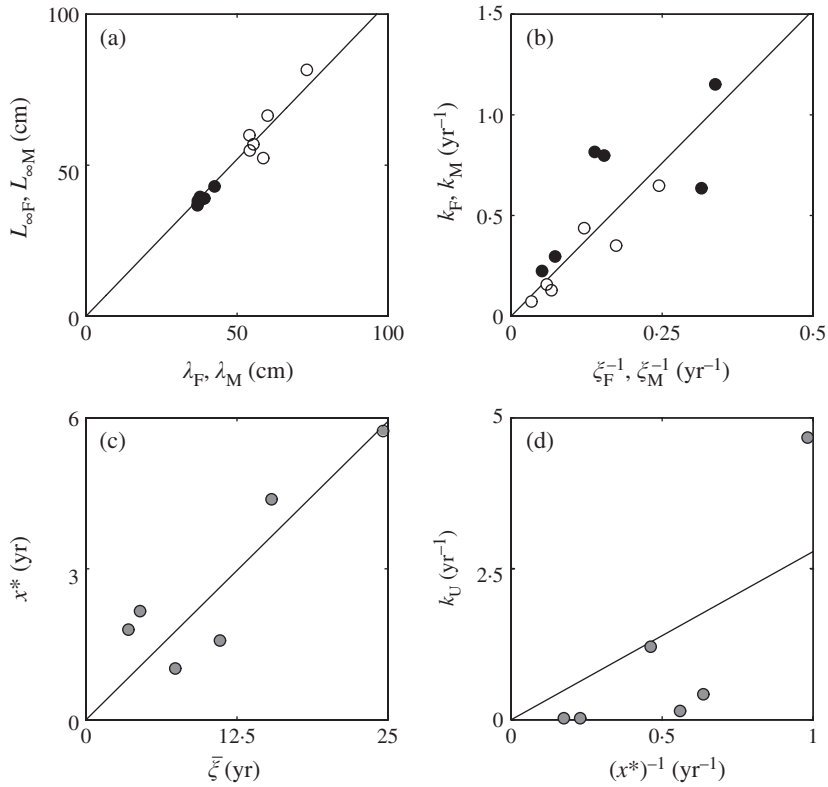 (a)
100
50
0
0
50
100
L∞F, L∞M (cm)
λF, λM (cm)
(b)
1·5
1·0
0·5
0
0
0·25
0·5
kF, kM (yr−1)
ξF−1, ξM−1 (yr−1)
(c)
6
3
0
0
12·5
25
x* (yr)
ξ̄ (yr)
(d)
5
2·5
0
0
0·5
1
kU (yr−1)
(x*)−1 (yr−1)